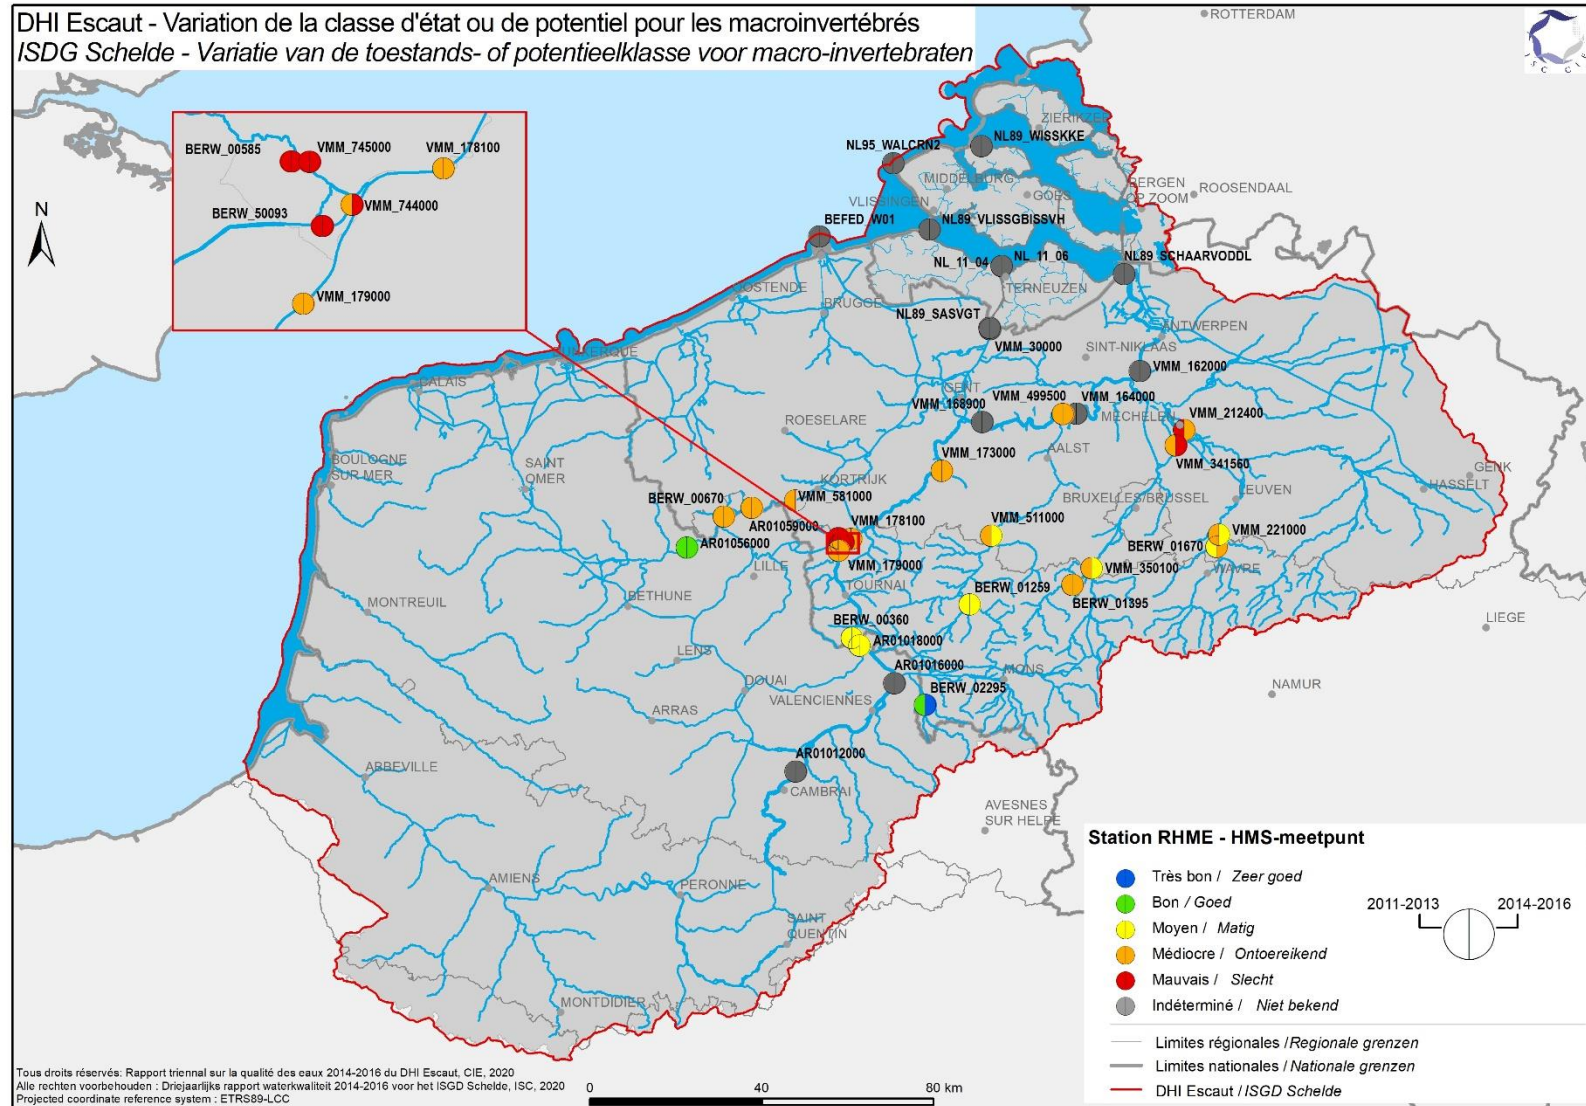 DHI Escaut - Variation de la classe d'état ou de potentiel pour les macroinvertébrés
ISDG Schelde - Variatie van de toestands- of potentieelklasse voor macro-invertebraten
ROTTERDAM
BERW_00585
VMM_745000
VMM_178100
BERW_50093
VMM_744000
VMM_179000
N
ZIERIKZEE
NL89_WISSKKE
NL95_WALCRN2
MIDDELBURG
GOES
BERGEN
OP ZOOM
ROOSENDAAL
VLISSINGEN
NL89_VLISSGBISSVH
BEFED_W01
NL_11_04
NL_11_06
NL89_SCHAARVODDL
TERNEUZEN
OOSTENDE
BRUGGE
NL89_SASVGT
ANTWERPEN
VMM_30000
SINT-NIKLAAS
DUNKERQUE
CALAIS
VMM_162000
GENT
VMM_499500
VMM_164000
VMM_168900
MECHELEN
VMM_212400
ROESELARE
BOULOGNE
SUR MER
SAINT
OMER
VMM_173000
AALST
VMM_341560
GENK
HASSELT
KORTRIJK
BERW_00670
VMM_581000
BRUXELLES/BRUSSEL
LEUVEN
AR01059000
VMM_178100
VMM_511000
VMM_221000
AR01056000
BERW_01670
LILLE
VMM_179000
VMM_350100
WAVRE
TOURNAI
BERW_01259
BERW_01395
BETHUNE
MONTREUIL
LIEGE
BERW_00360
AR01018000
LENS
AR01016000
MONS
DOUAI
BERW_02295
NAMUR
VALENCIENNES
ARRAS
AR01012000
ABBEVILLE
CAMBRAI
AVESNES
SUR HELPE
AMIENS
PERONNE
SAINT
QUENTIN
MONTDIDIER
Station RHME - HMS-meetpunt
Très bon / Zeer goed
Bon / Goed
Moyen / Matig
Médiocre / Ontoereikend
Mauvais / Slecht
Indéterminé / Niet bekend
2011-2013
2014-2016
Limites régionales / Regionale grenzen
Limites nationales / Nationale grenzen
DHI Escaut / ISGD Schelde
Tous droits réservés: Rapport triennal sur la qualité des eaux 2014-2016 du DHI Escaut, CIE, 2020
Alle rechten voorbehouden : Driejaarlijks rapport waterkwaliteit 2014-2016 voor het ISGD Schelde, ISC, 2020
Projected coordinate reference system : ETRS89-LCC
0 40 80 km